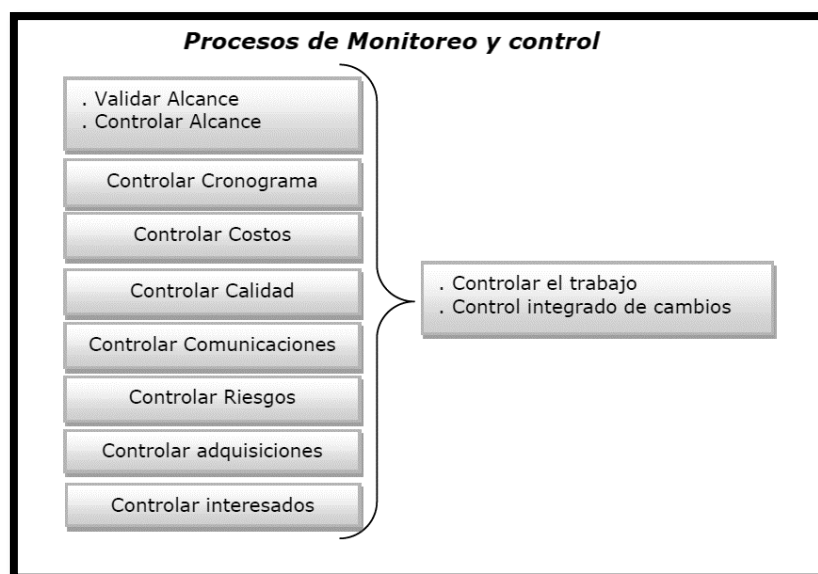 Procesos de Monitoreo y control
. Validar Alcance
. Controlar Alcance
Controlar Cronograma
Controlar Costos
Controlar Calidad
Controlar Comunicaciones
Controlar Riesgos
Controlar adquisiciones
Controlar interesados
. Controlar el trabajo
. Control integrado de cambios